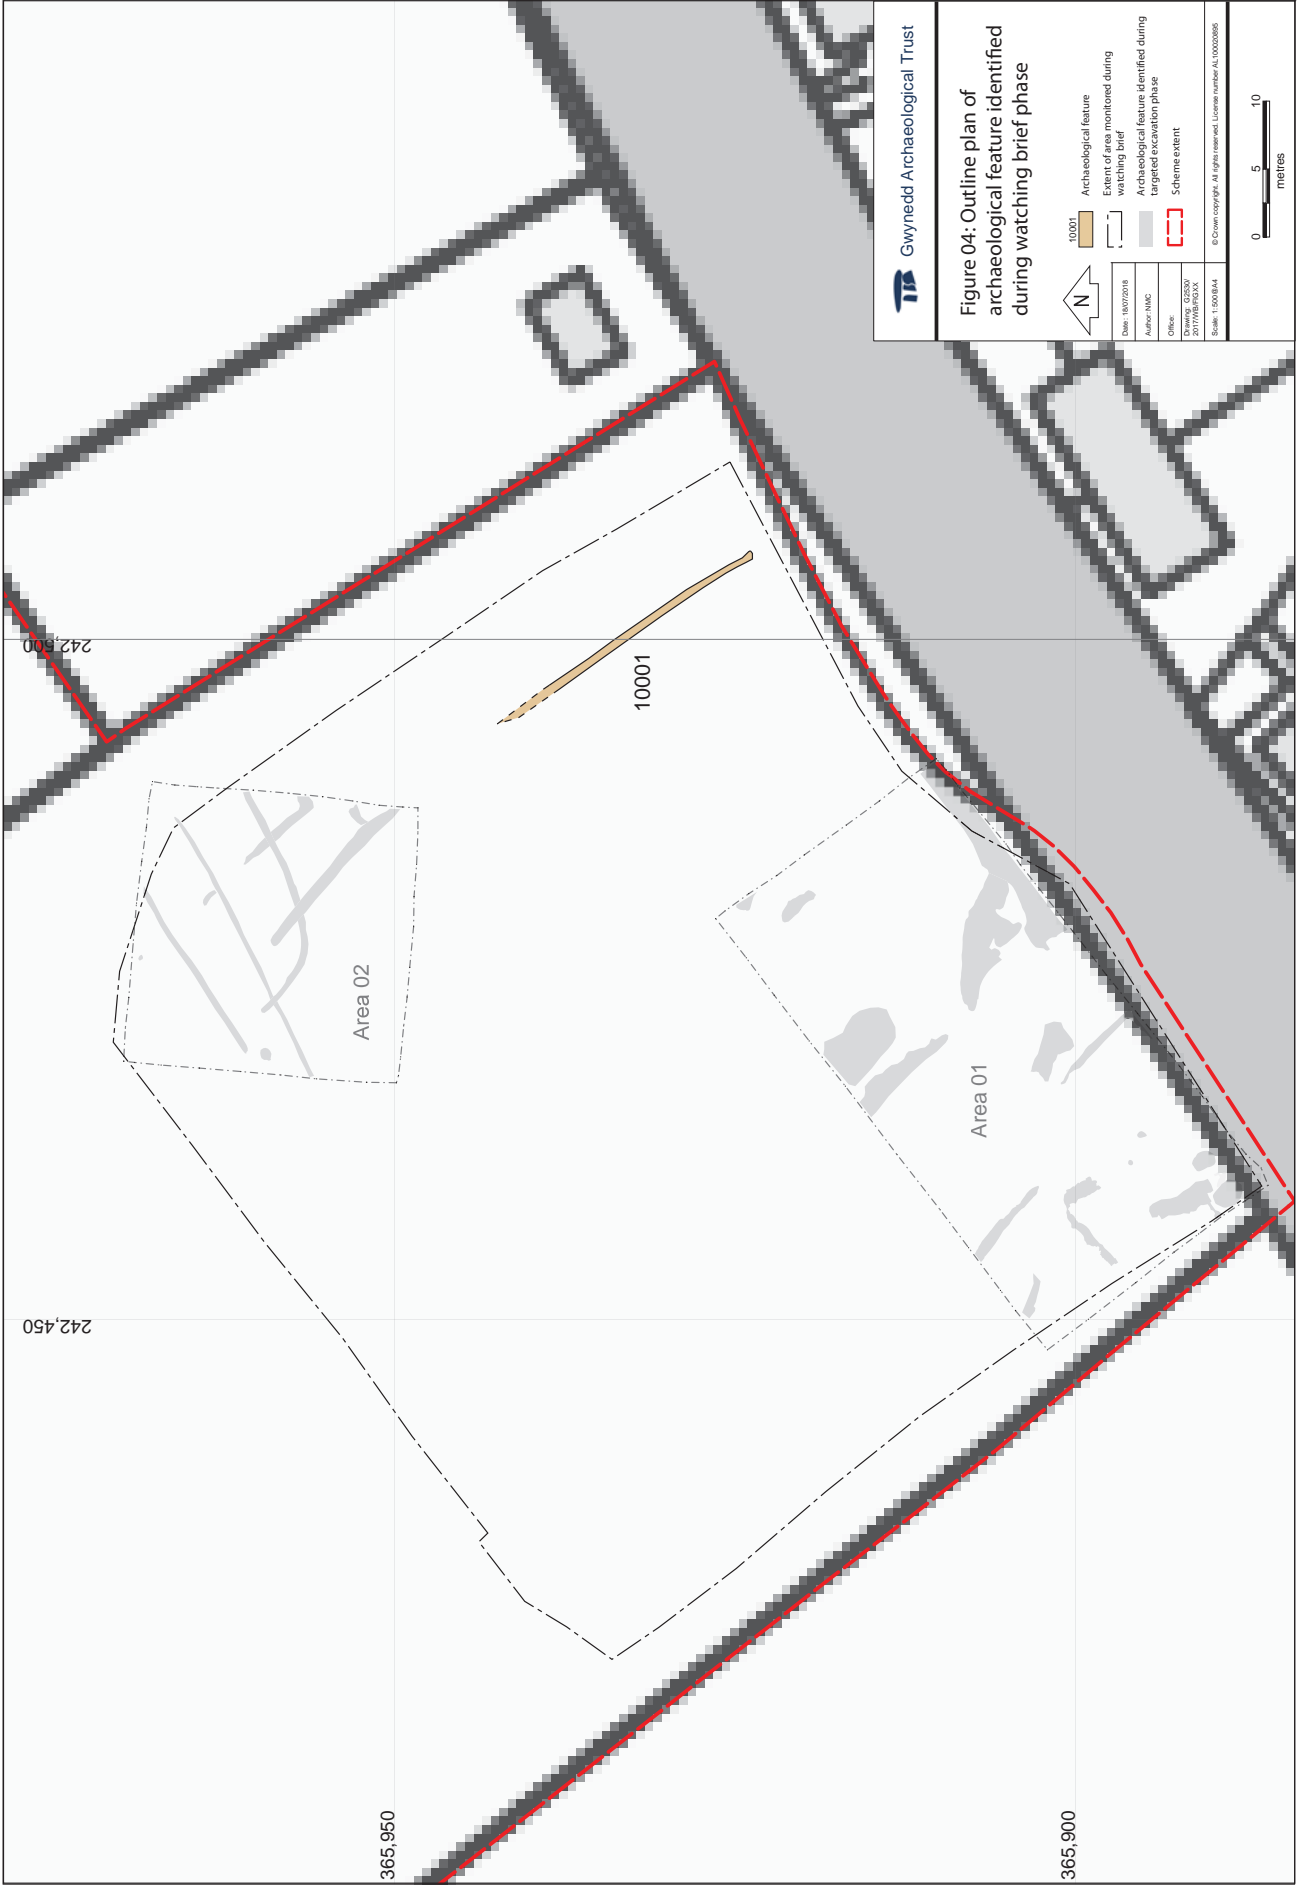 Gwynedd Archaeological Trust
Figure 04: Outline plan of
archaeological feature identified
during watching brief phase
N
10001
Archaeological feature
Extent of area monitored during
watching brief
Archaeological feature identified during
targeted excavation phase
Scheme extent
Date: 18/07/2018
Author: NMC
Office:
Drawing: G2530/
2017/WB/FIGXX
Scale: 1:500@A4
© Crown copyright. All rights reserved. License number AL100020895
0 5 10
metres
242,500
242,450
365,950
365,900
10001
Area 02
Area 01